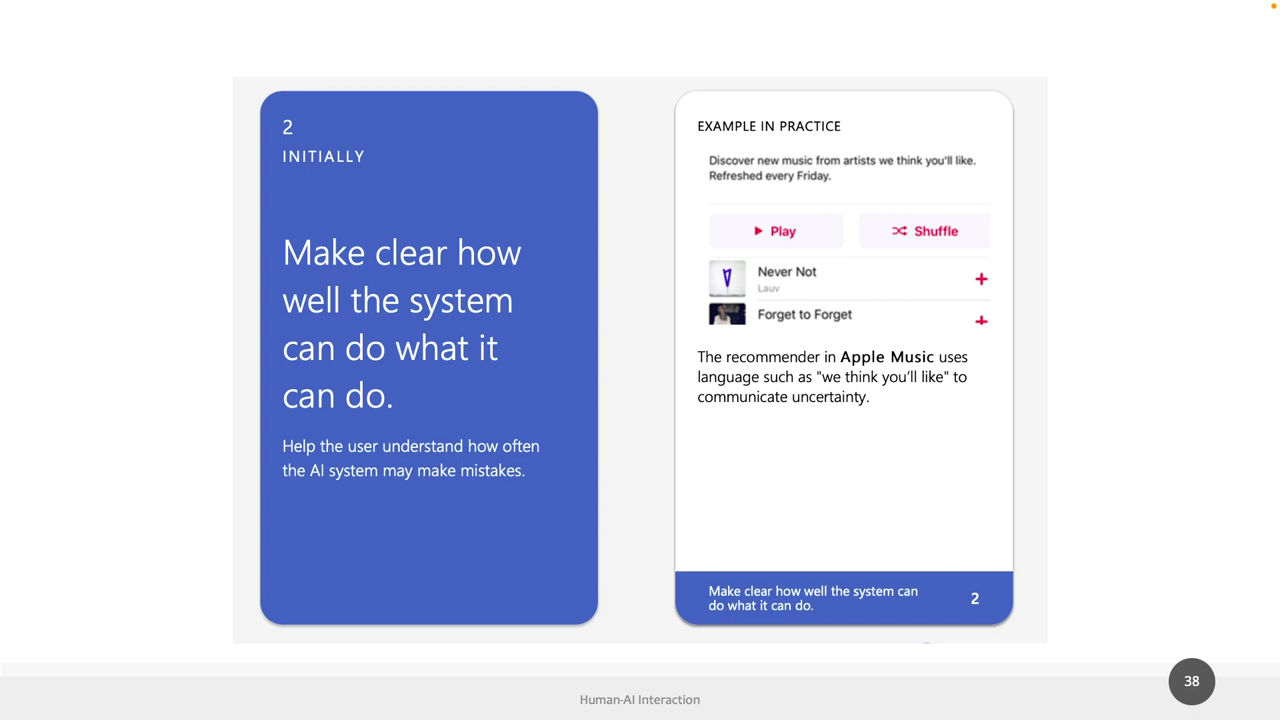 2
INITIALLY
Make clear how
well the system
can do what it
can do.
Help the user understand how often
the AI system may make mistakes.
EXAMPLE IN PRACTICE
Discover new music from artists we think you'll like.
Refreshed every Friday.
Play
Shuffle
Never Not
Lauv
Forget to Forget
The recommender in Apple Music uses
language such as "we think you'll like" to
communicate uncertainty.
Make clear how well the system can
do what it can do.
2
Human-AI Interaction
38